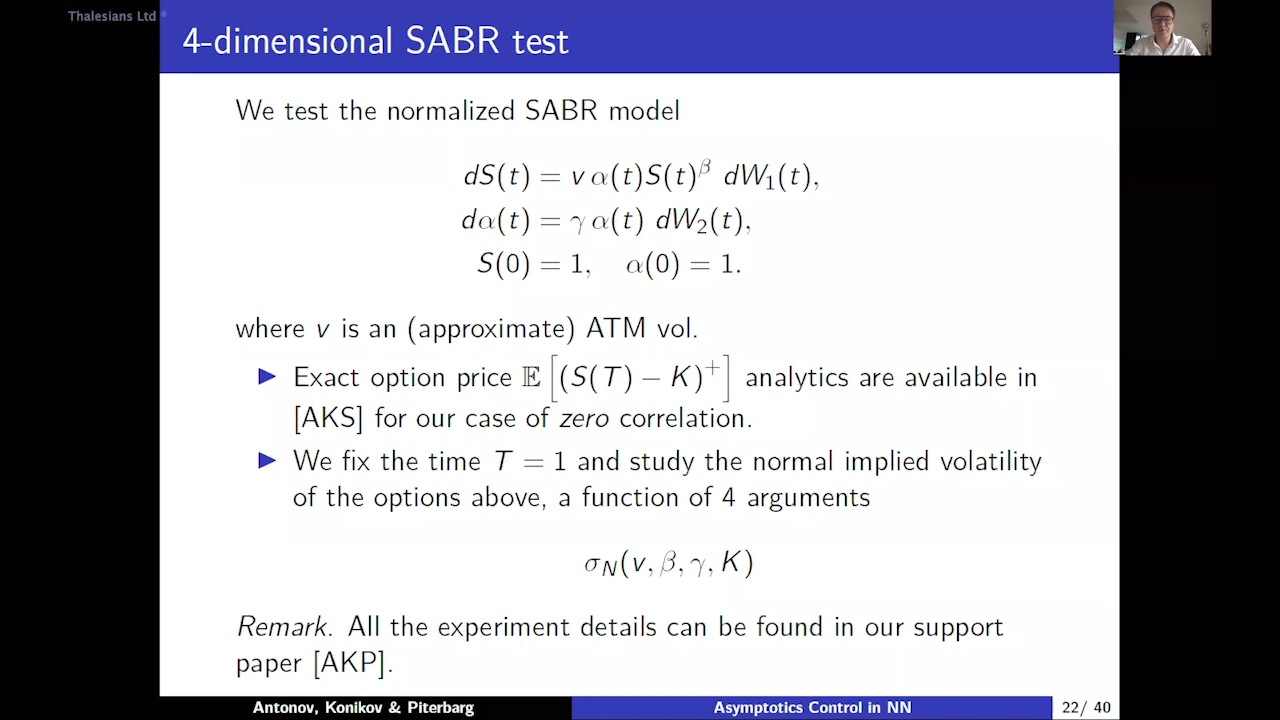 Thalesians Ltd ®
4-dimensional SABR test
We test the normalized SABR model
dS(t) = v α(t)S(t)^β dW₁(t),
dα(t) = γ α(t) dW₂(t),
S(0) = 1, α(0) = 1.
where v is an (approximate) ATM vol.
▶ Exact option price 𝔼[(S(T) − K)⁺] analytics are available in
[AKS] for our case of zero correlation.
▶ We fix the time T = 1 and study the normal implied volatility
of the options above, a function of 4 arguments
σ_N(v, β, γ, K)
Remark. All the experiment details can be found in our support
paper [AKP].
Antonov, Konikov & Piterbarg
Asymptotics Control in NN
22/ 40